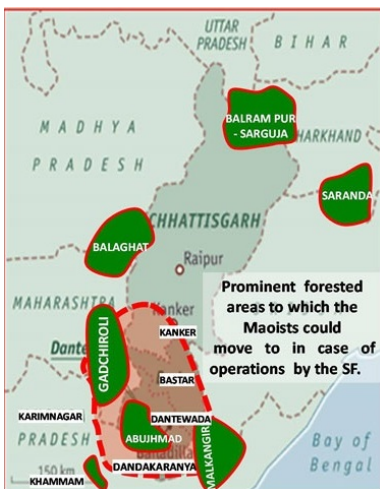 UTTAR
PRADESH
BIHAR
MADHYA
PRADESH
BALRAM PUR
- SARGUJA
HARKHAND
SARANDA
CHHATTISGARH
BALAGHAT
Raipur
MAHARASHTRA
Prominent forested
areas to which the
Maoists could
move to in case of
operations by the SF.
Kanker
KANKER
GADCHIROLI
Dante
BASTAR
KARIMNAGAR
DANTEWADA
PRADESH
ABUJHMAD
MALKANGIRI
Bay of
Bengal
DANDAKARANYA
150 km
KHAMMAM